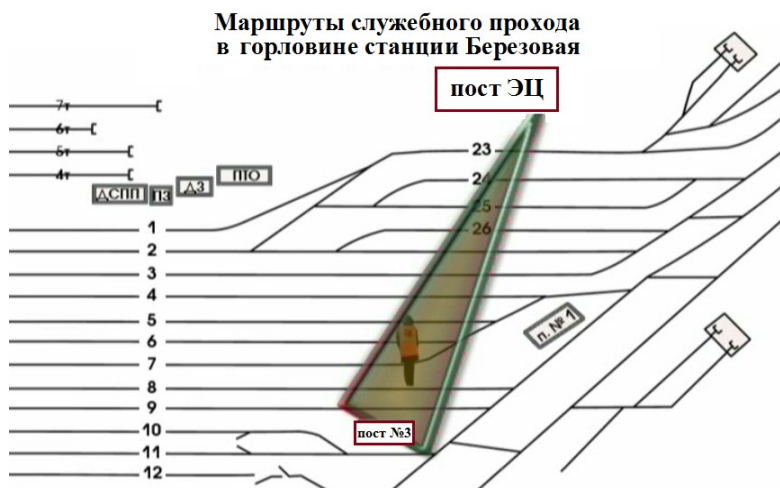 Маршруты служебного прохода
в горловине станции Березовая
пост ЭЦ
7т
6т
5т
4т
ДСПП
ПЗ
ДЗ
ПТО
23
24
25
26
1
2
3
4
5
6
7
8
9
10
11
12
п. № 1
пост №3